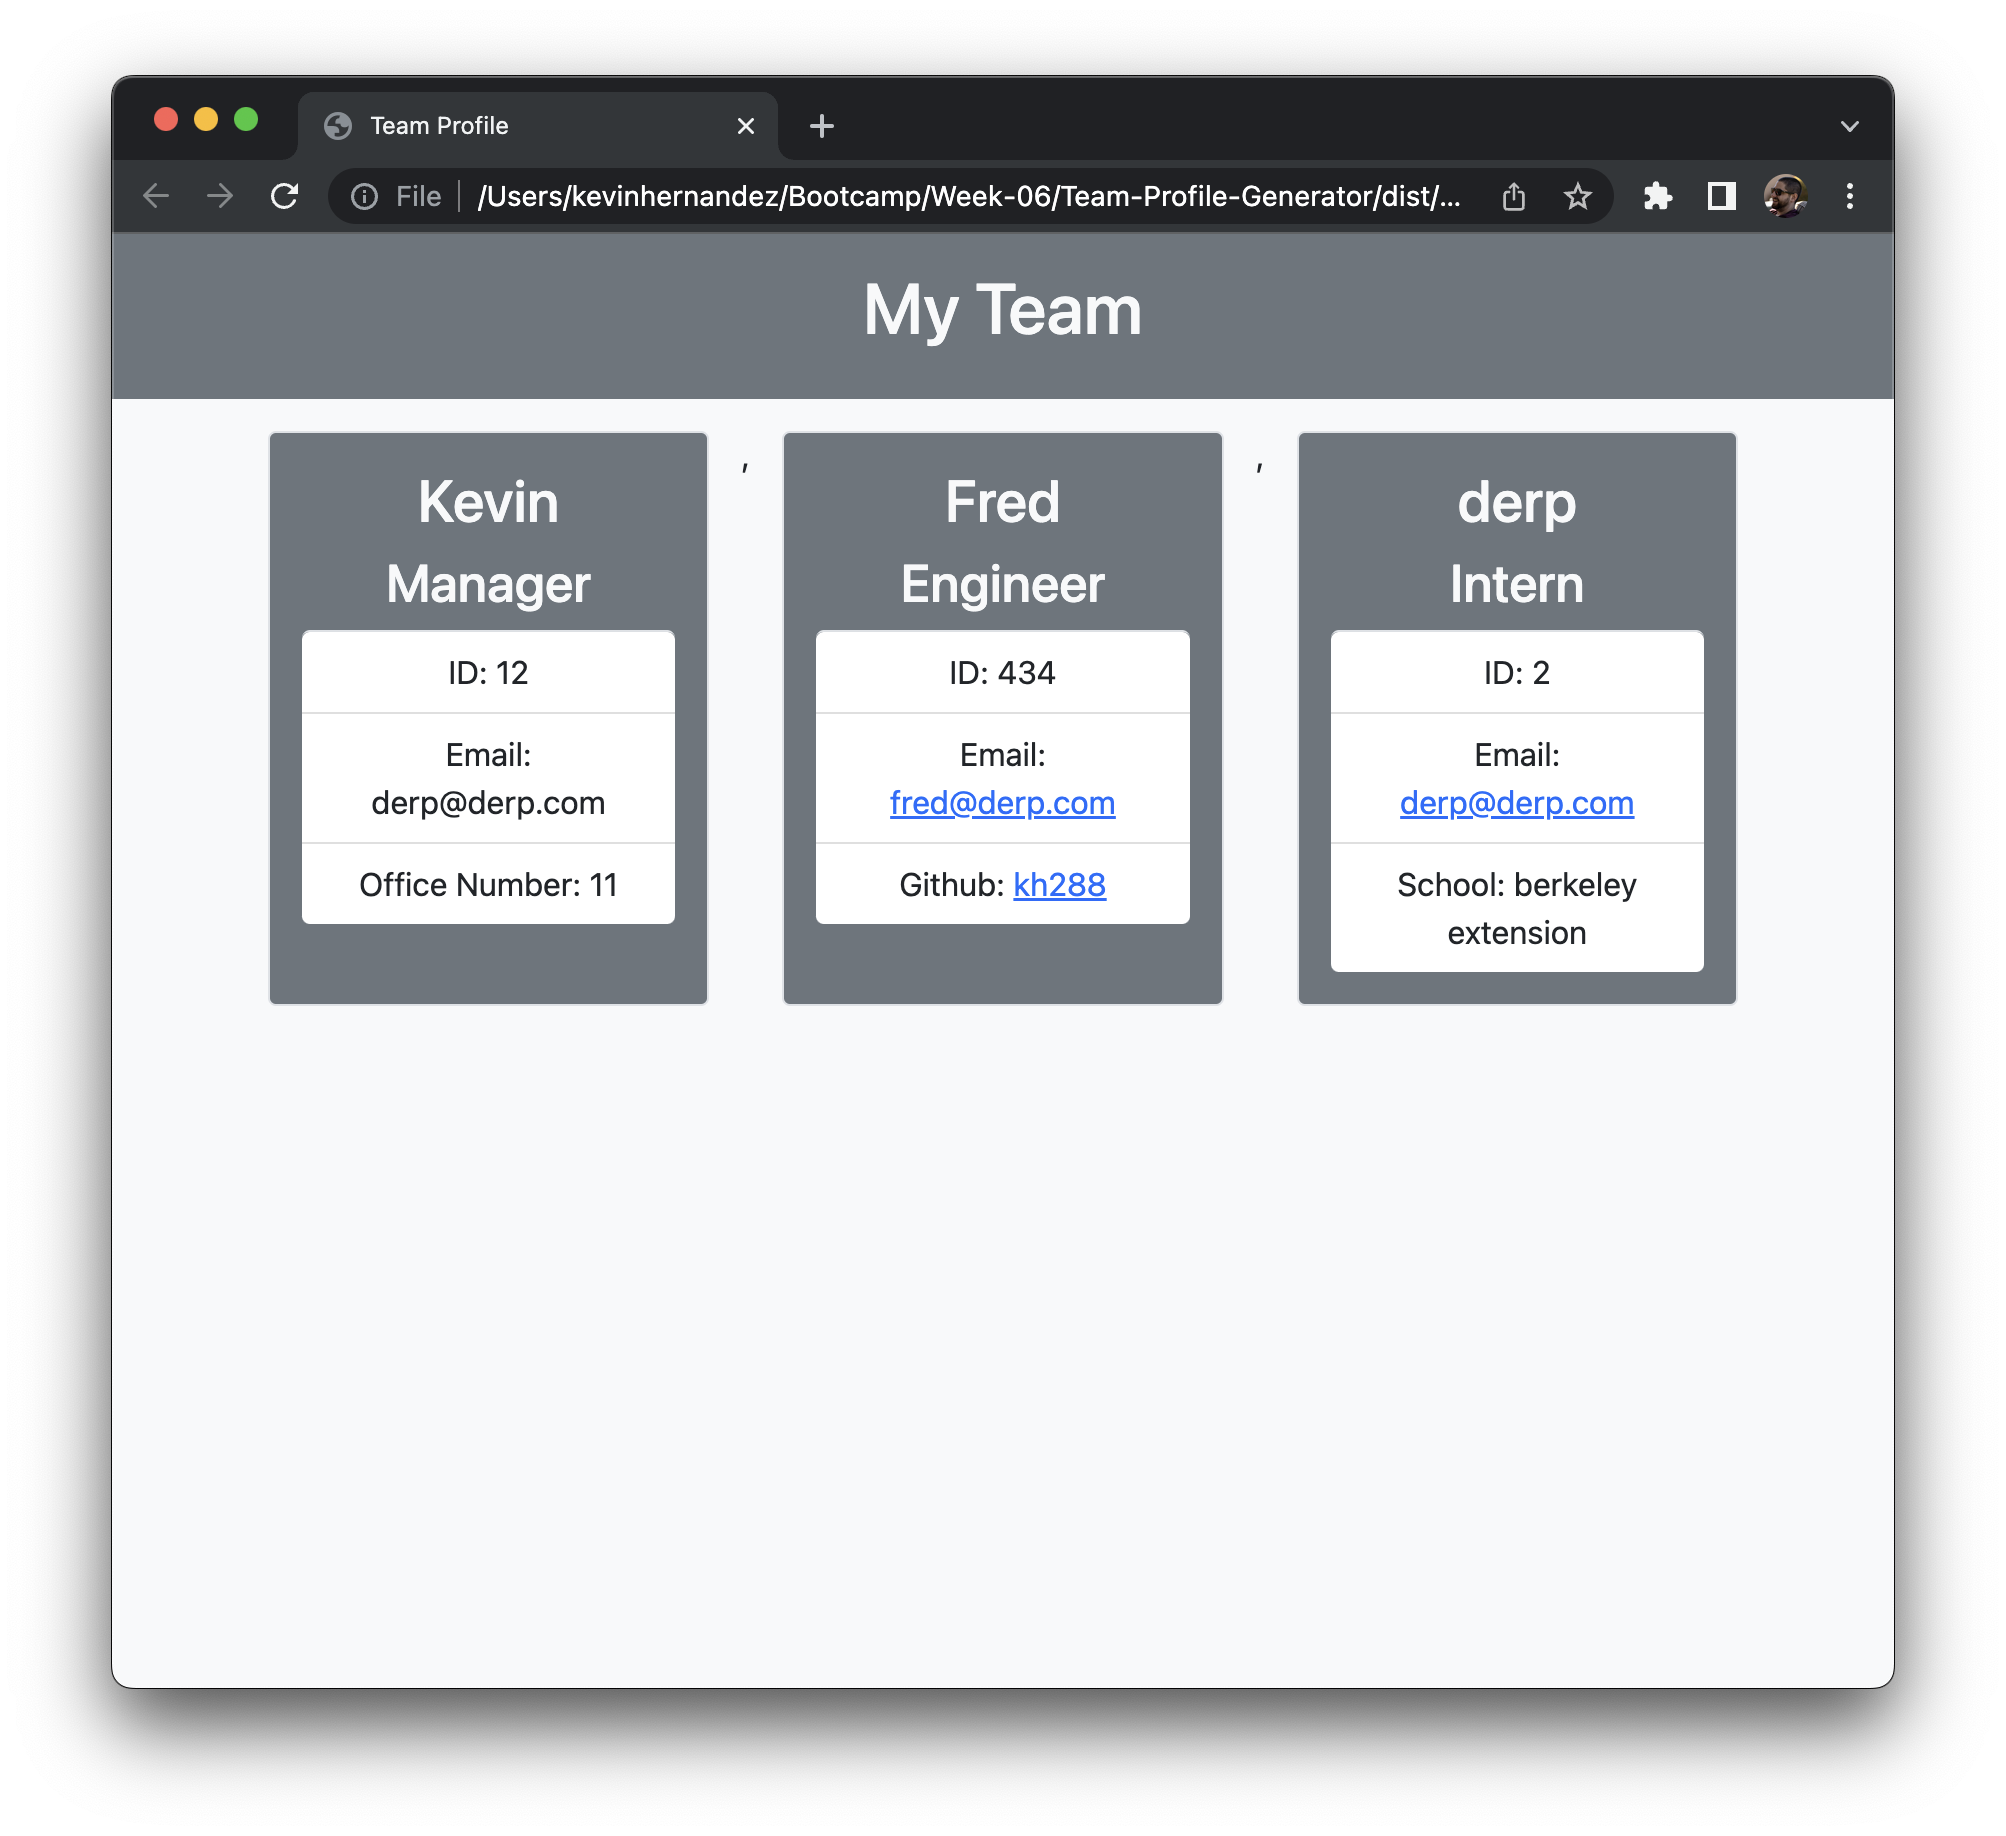 Team Profile
File /Users/kevinhernandez/Bootcamp/Week-06/Team-Profile-Generator/dist/...
My Team
Kevin
Manager
ID: 12
Email:
derp@derp.com
Office Number: 11
,
Fred
Engineer
ID: 434
Email:
fred@derp.com
Github: kh288
,
derp
Intern
ID: 2
Email:
derp@derp.com
School: berkeley
extension